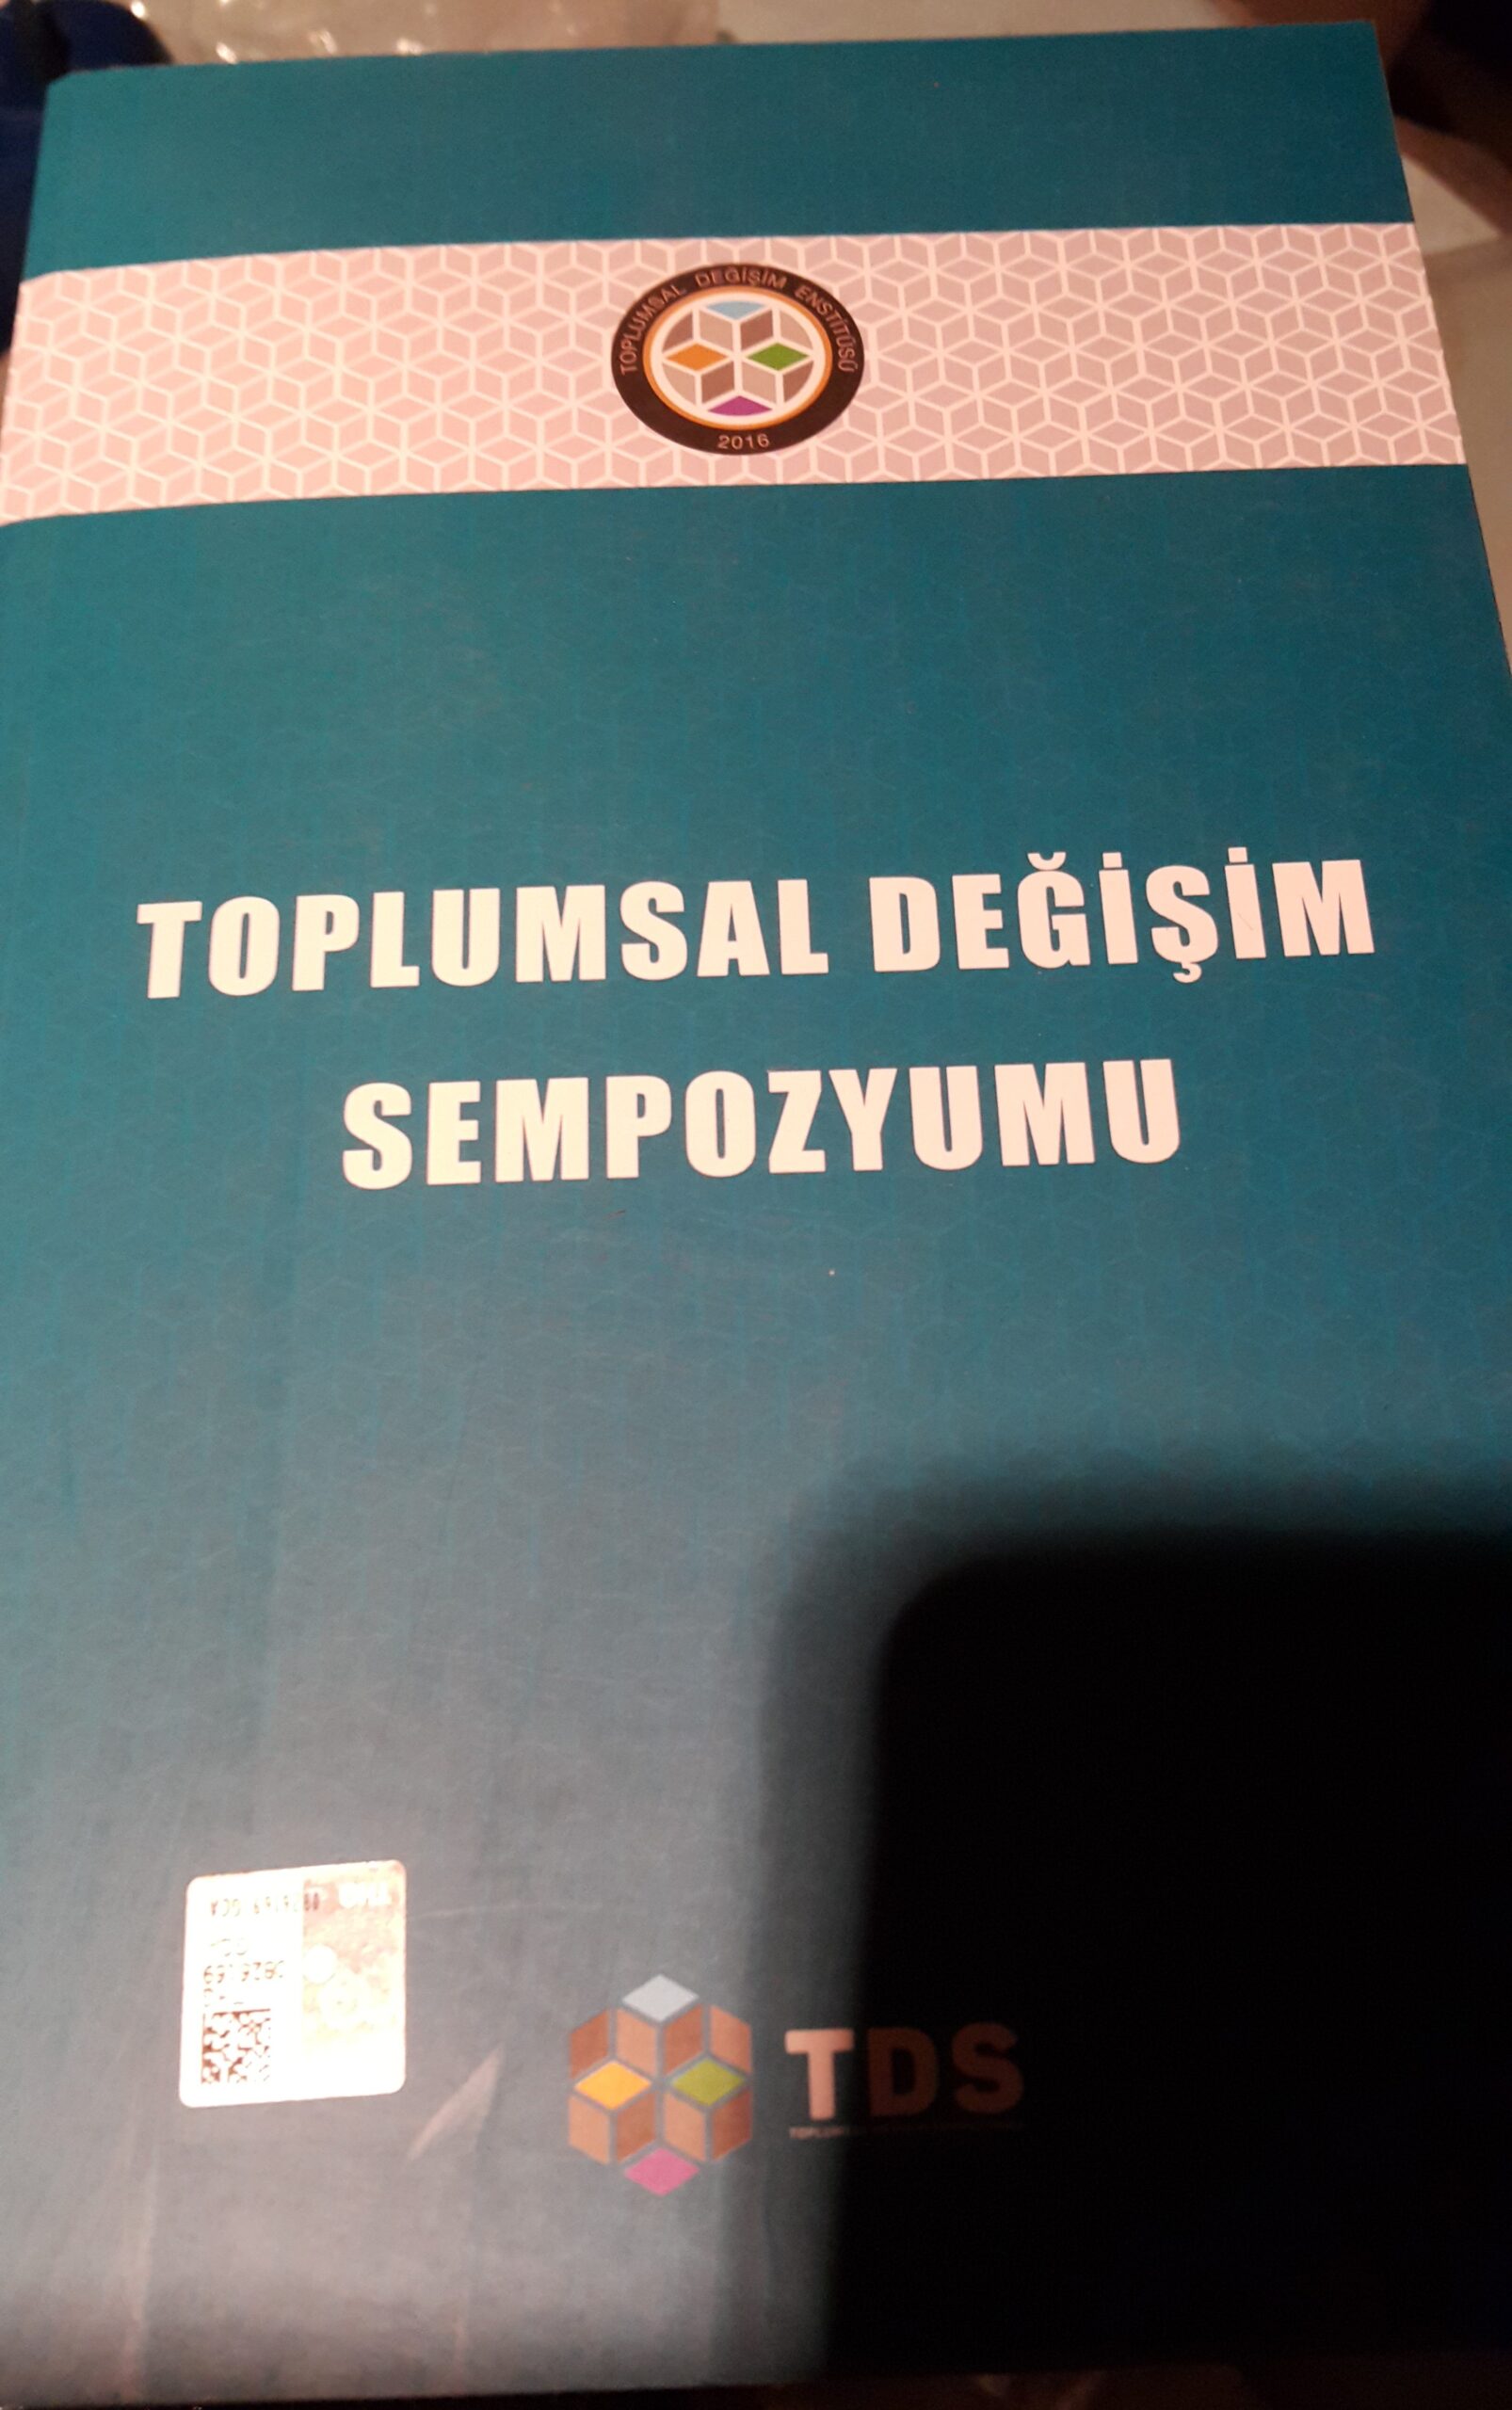 TOPLUMSAL DEĞİŞİM ENSTİTÜSÜ
2016
TOPLUMSAL DEĞİŞİM
SEMPOZYUMU
TDS